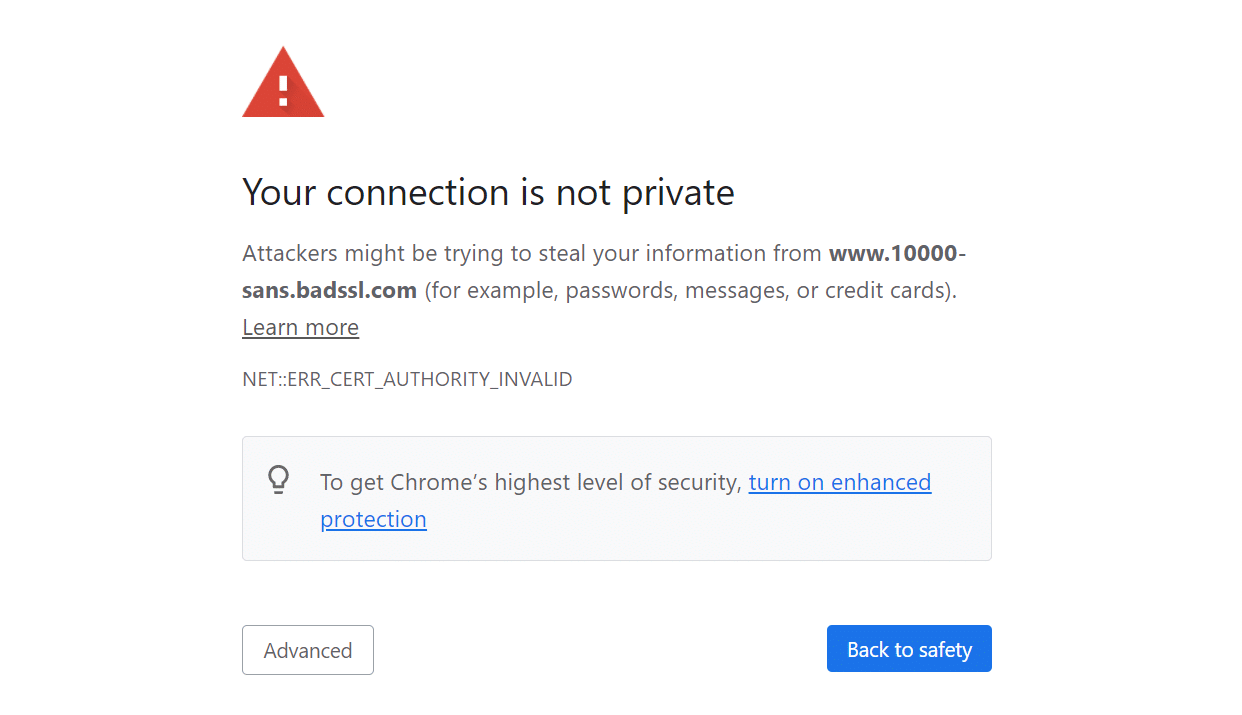 Your connection is not private
Attackers might be trying to steal your information from www.10000-
sans.badssl.com (for example, passwords, messages, or credit cards).
Learn more
NET::ERR_CERT_AUTHORITY_INVALID
To get Chrome’s highest level of security, turn on enhanced
protection
Advanced
Back to safety